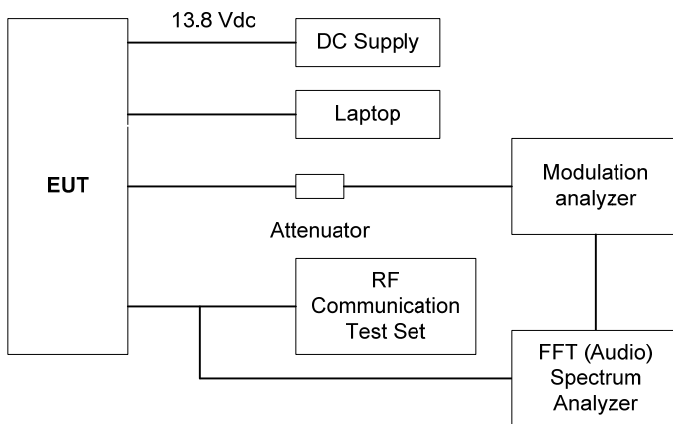 13.8 Vdc
DC Supply
Laptop
EUT
Modulation
analyzer
Attenuator
RF
Communication
Test Set
FFT (Audio)
Spectrum
Analyzer